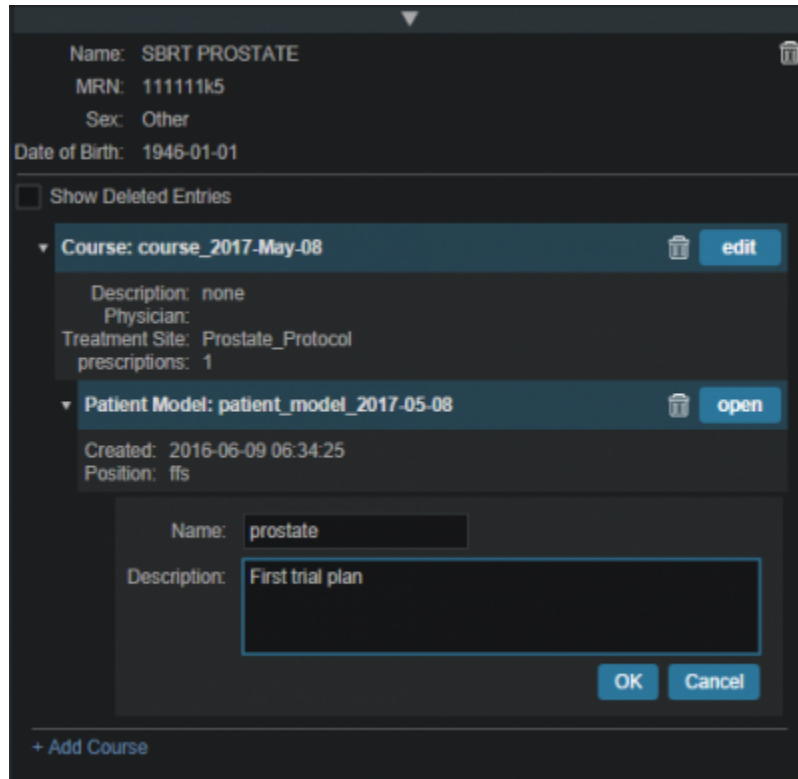 Name: SBRT PROSTATE
MRN: 111111k5
Sex: Other
Date of Birth: 1946-01-01
Show Deleted Entries
Course: course_2017-May-08 edit
Description: none
Physician:
Treatment Site: Prostate_Protocol
prescriptions: 1
Patient Model: patient_model_2017-05-08 open
Created: 2016-06-09 06:34:25
Position: ffs
Name: prostate
Description: First trial plan
OK Cancel
+ Add Course